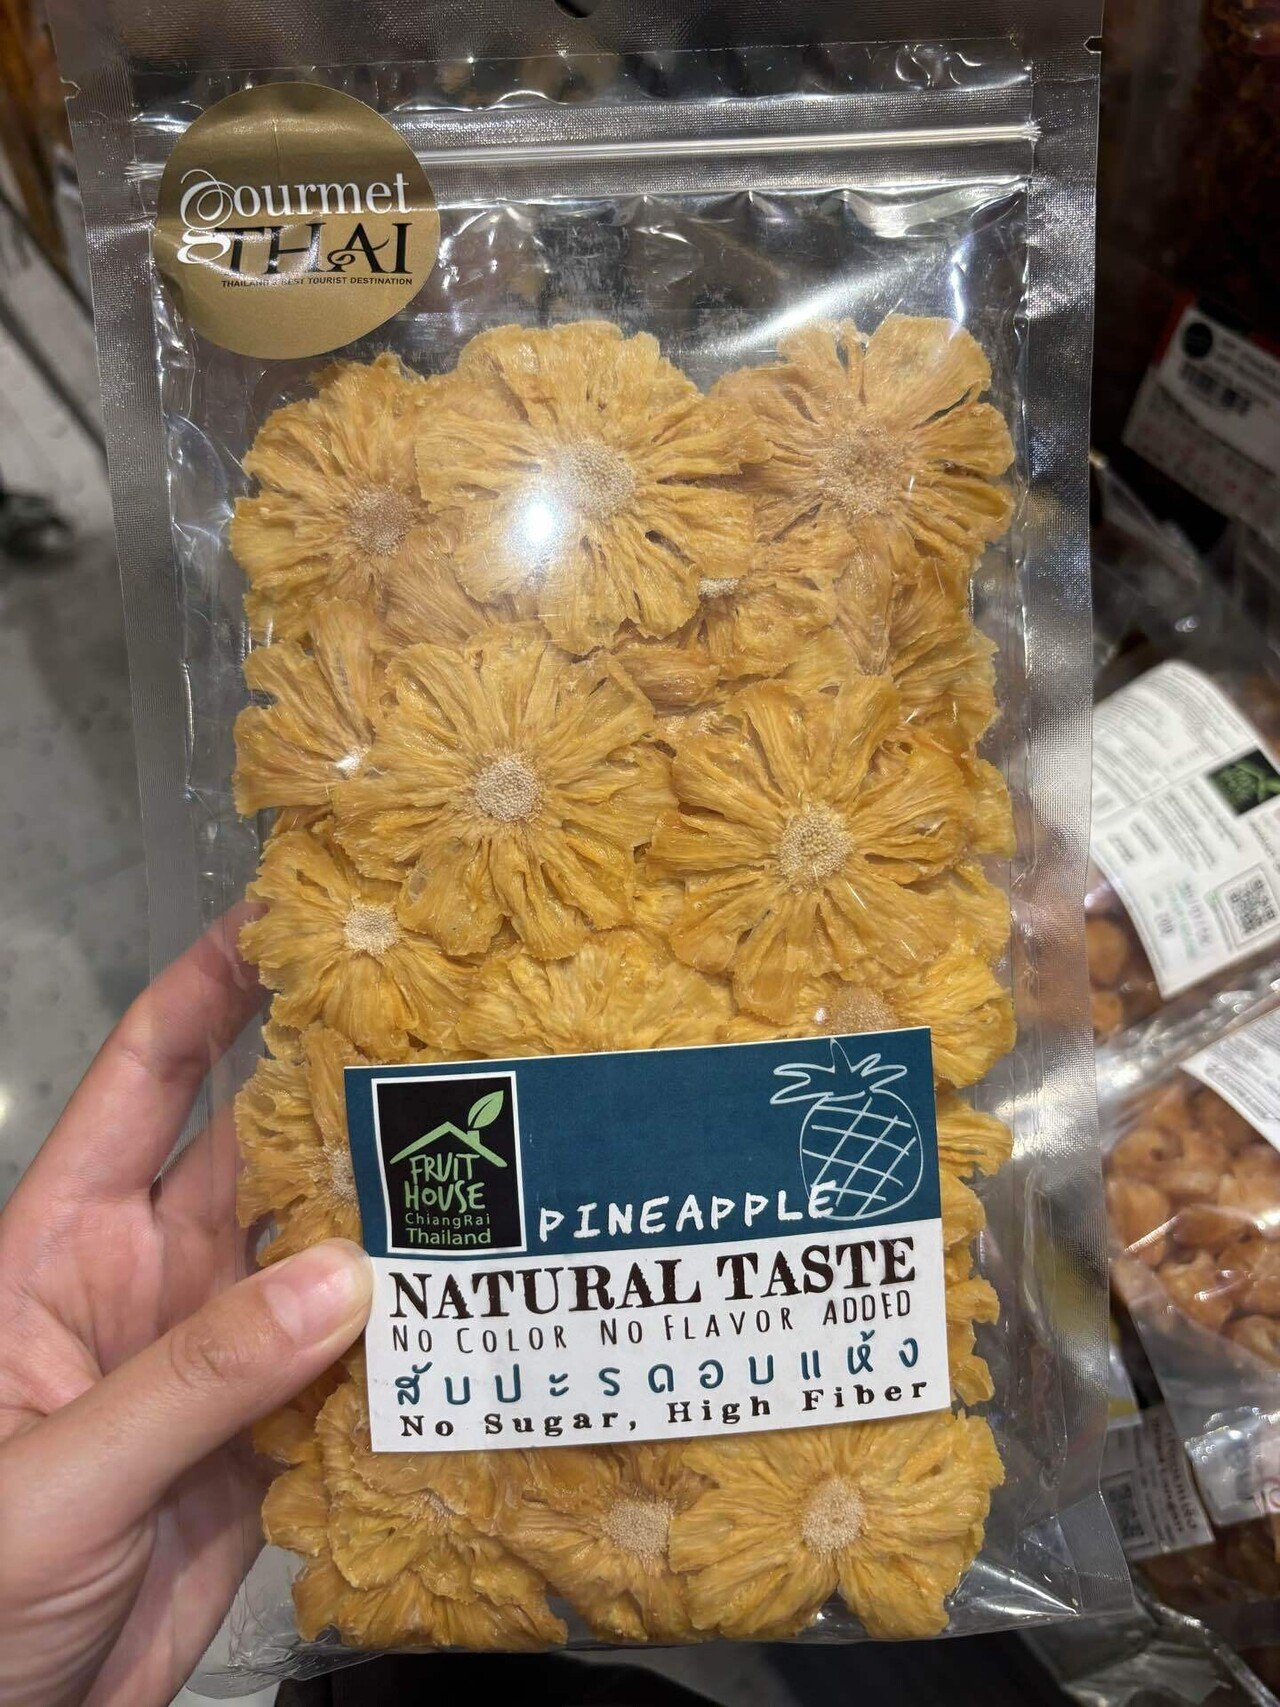 gourmet
THAI
THAILAND'S BEST TOURIST DESTINATION
FRUIT
HOUSE
ChiangRai
Thailand
PINEAPPLE
NATURAL TASTE
NO COLOR NO FLAVOR ADDED
สับปะรดอบแห้ง
No Sugar, High Fiber